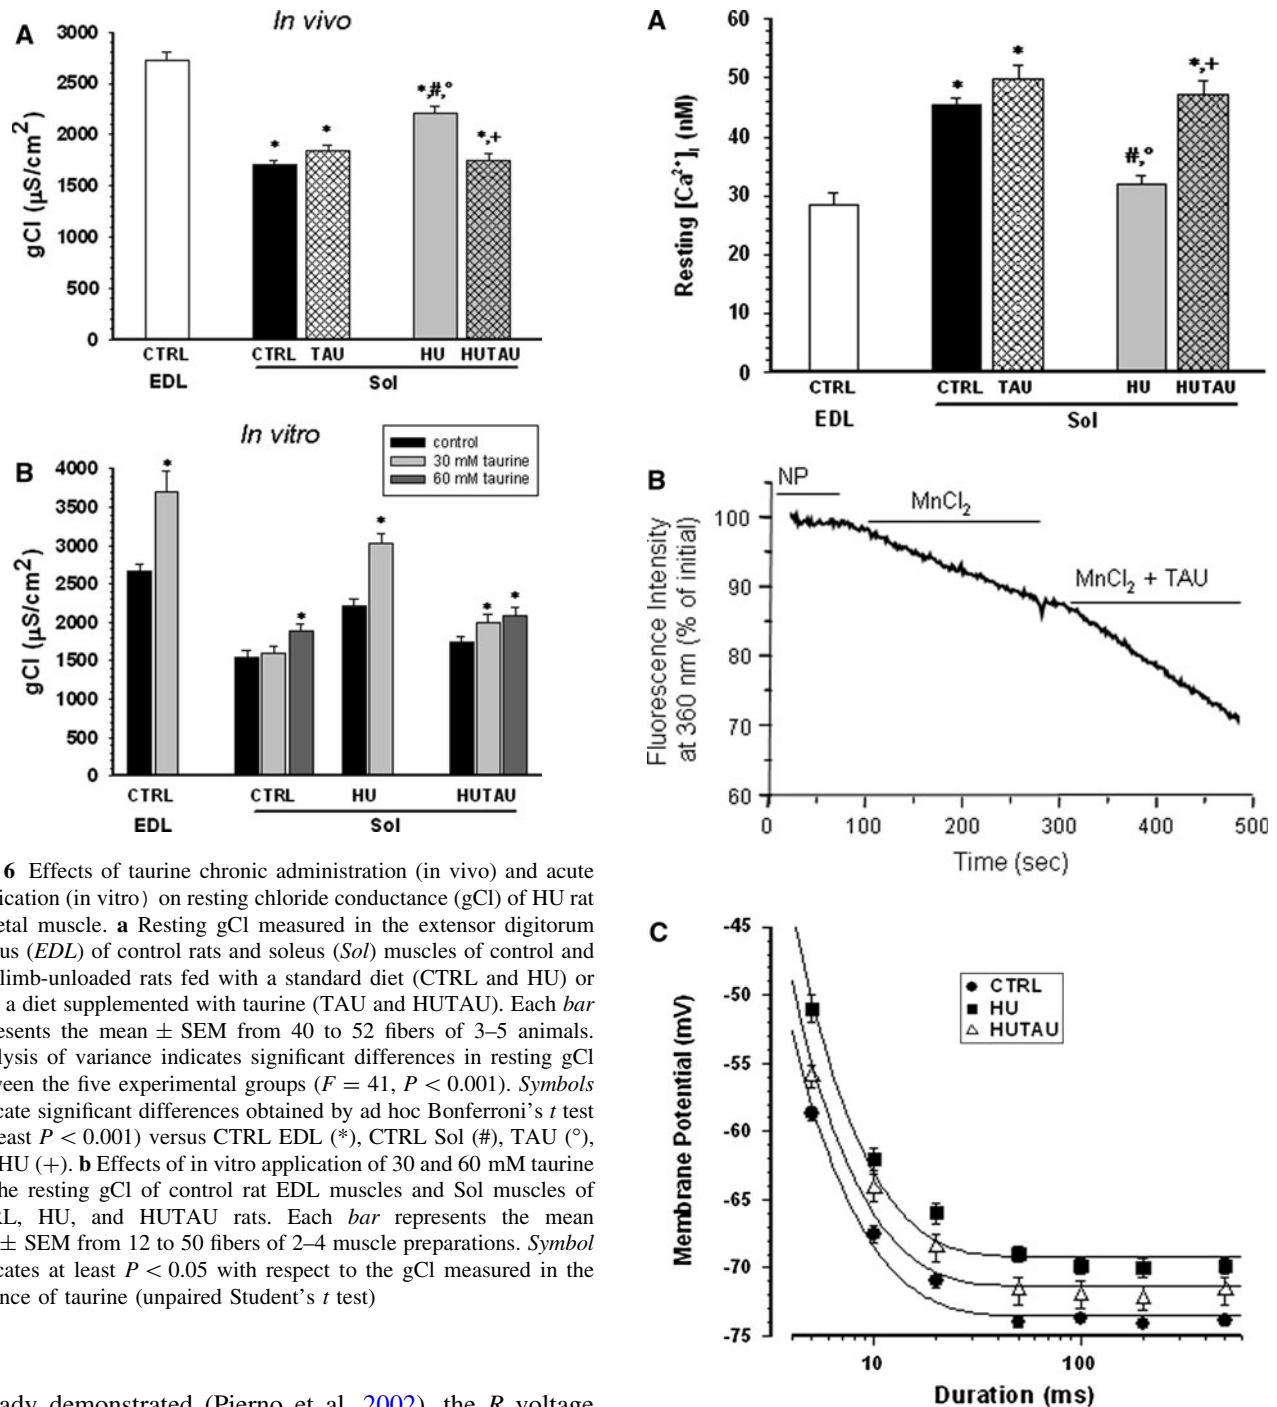 In vivo
A
3000
2500
2000
1500
1000
500
0
gCl (µS/cm2)
*
*
*,#,°
*,+
CTRL
CTRL TAU
HU HUTAU
EDL
Sol
In vitro
B
control
30 mM taurine
60 mM taurine
4000
3500
3000
2500
2000
1500
1000
500
0
gCl (µS/cm2)
*
*
*
*
*
CTRL
CTRL
HU
HUTAU
EDL
Sol
6 Effects of taurine chronic administration (in vivo) and acute
ication (in vitro) on resting chloride conductance (gCl) of HU rat
etal muscle. a Resting gCl measured in the extensor digitorum
us (EDL) of control rats and soleus (Sol) muscles of control and
limb-unloaded rats fed with a standard diet (CTRL and HU) or
a diet supplemented with taurine (TAU and HUTAU). Each bar
esents the mean ± SEM from 40 to 52 fibers of 3–5 animals.
lysis of variance indicates significant differences in resting gCl
ween the five experimental groups (F = 41, P < 0.001). Symbols
cate significant differences obtained by ad hoc Bonferroni's t test
east P < 0.001) versus CTRL EDL (*), CTRL Sol (#), TAU (°),
HU (+). b Effects of in vitro application of 30 and 60 mM taurine
he resting gCl of control rat EDL muscles and Sol muscles of
RL, HU, and HUTAU rats. Each bar represents the mean
± SEM from 12 to 50 fibers of 2–4 muscle preparations. Symbol
cates at least P < 0.05 with respect to the gCl measured in the
nce of taurine (unpaired Student's t test)
ady demonstrated (Pierno et al. 2002), the R voltage
A
60
50
40
30
20
10
0
Resting [Ca2+]i (nM)
*
*
#,°
*,+
CTRL
CTRL TAU
HU HUTAU
EDL
Sol
B
NP
MnCl2
MnCl2 + TAU
100
90
80
70
60
Fluorescence Intensity
at 360 nm (% of initial)
0 100 200 300 400 500
Time (sec)
C
-45
-50
-55
-60
-65
-70
-75
Membrane Potential (mV)
CTRL
HU
HUTAU
10 100
Duration (ms)